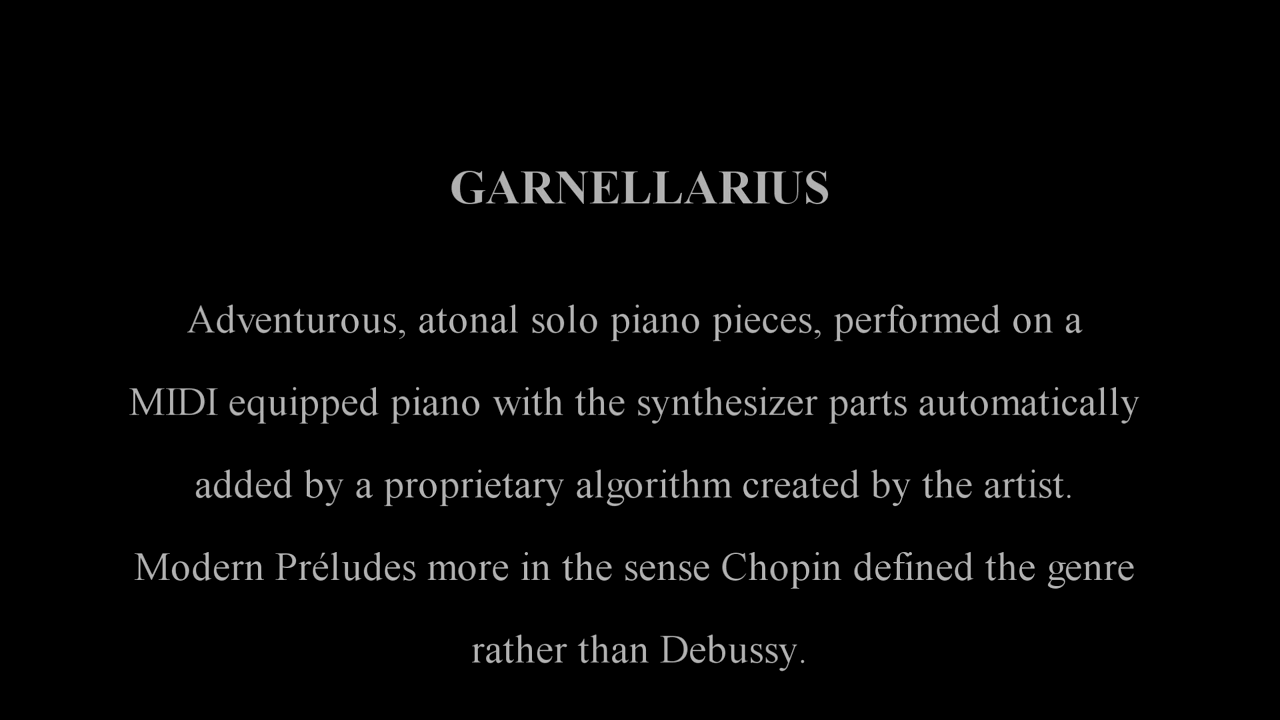 GARNELLARIUS
Adventurous, atonal solo piano pieces, performed on a
MIDI equipped piano with the synthesizer parts automatically
added by a proprietary algorithm created by the artist.
Modern Préludes more in the sense Chopin defined the genre
rather than Debussy.